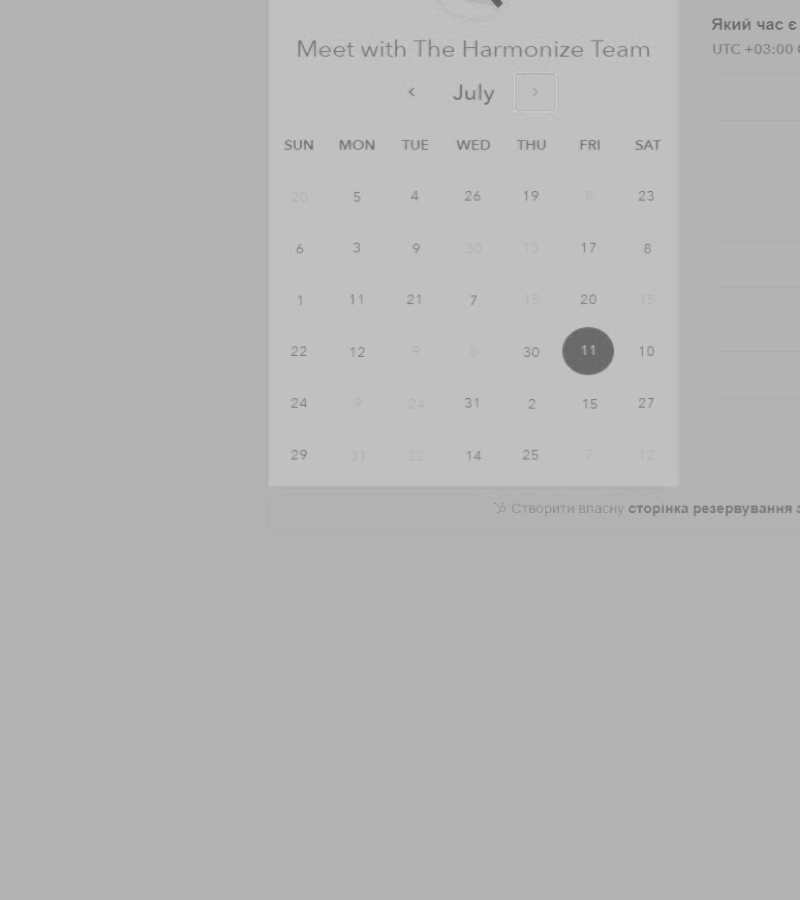 Meet with The Harmonize Team
‹ July ›
SUN MON TUE WED THU FRI SAT
20 5 4 26 19 8 23
6 3 9 30 13 17 8
1 11 21 7 15 20 15
22 12 9 8 30 11 10
24 9 24 31 2 15 27
29 31 22 14 25 7 12
Який час є
UTC +03:00
Створити власну сторінка резервування з